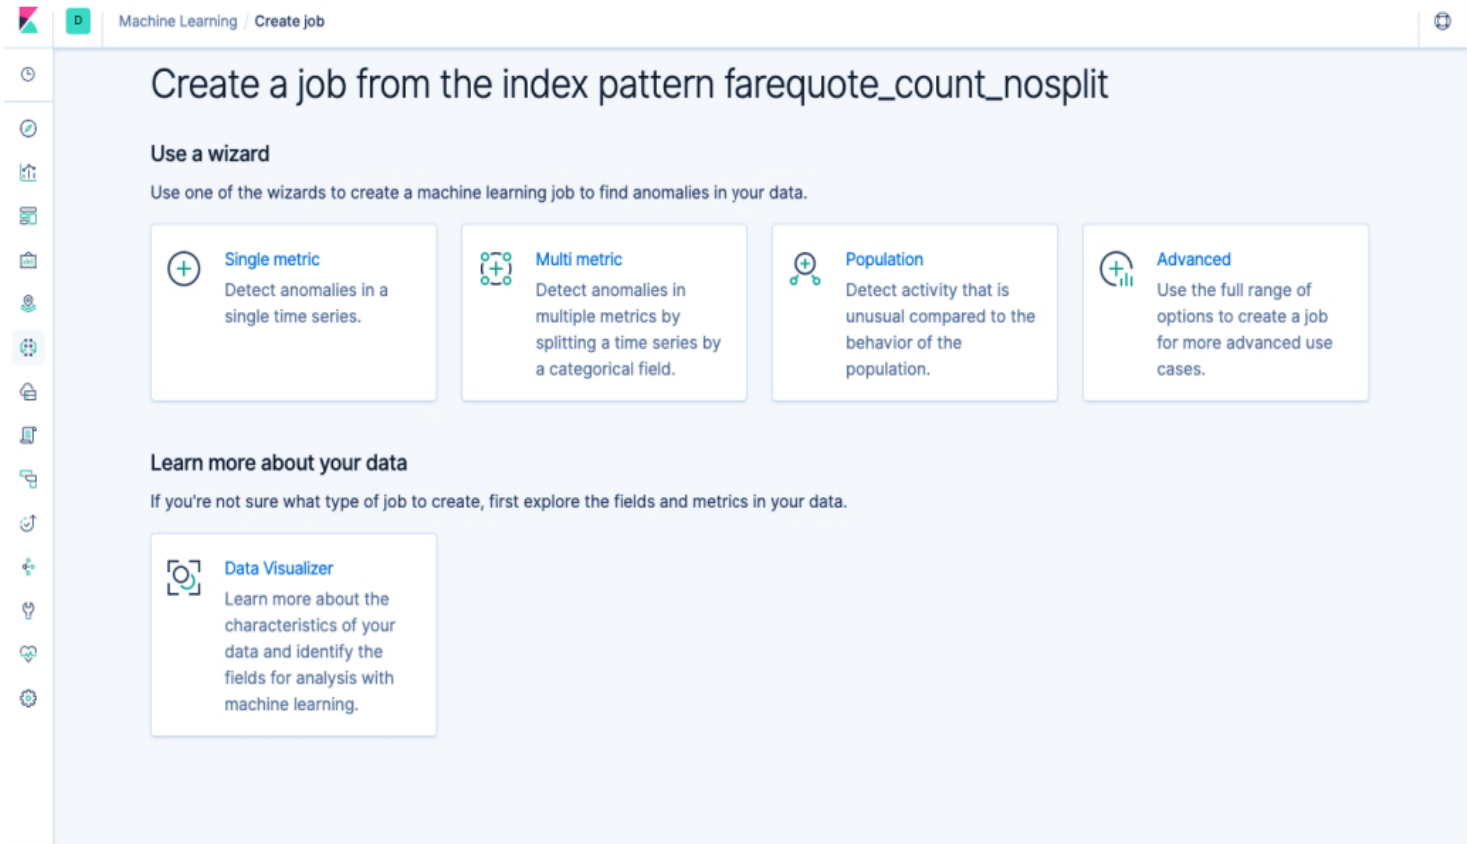 D Machine Learning / Create job
Create a job from the index pattern farequote_count_nosplit
Use a wizard
Use one of the wizards to create a machine learning job to find anomalies in your data.
Single metric
Detect anomalies in a
single time series.
Multi metric
Detect anomalies in
multiple metrics by
splitting a time series by
a categorical field.
Population
Detect activity that is
unusual compared to the
behavior of the
population.
Advanced
Use the full range of
options to create a job
for more advanced use
cases.
Learn more about your data
If you're not sure what type of job to create, first explore the fields and metrics in your data.
Data Visualizer
Learn more about the
characteristics of your
data and identify the
fields for analysis with
machine learning.